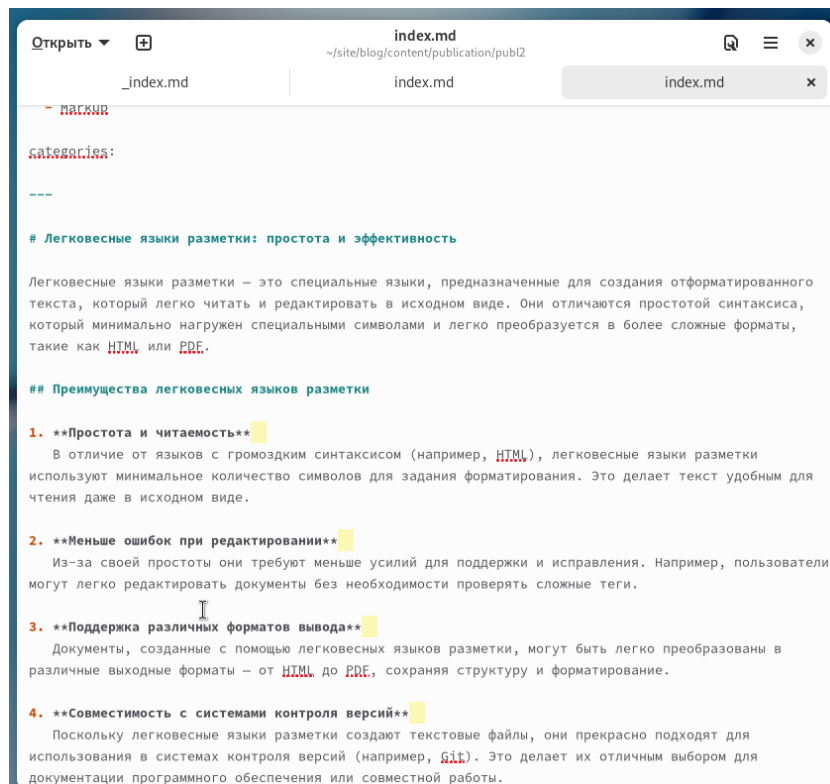 Открыть
index.md
~/site/blog/content/publication/publ2
_index.md index.md index.md
- Markup
categories:
---
# Легковесные языки разметки: простота и эффективность
Легковесные языки разметки — это специальные языки, предназначенные для создания отформатированного
текста, который легко читать и редактировать в исходном виде. Они отличаются простотой синтаксиса,
который минимально нагружен специальными символами и легко преобразуется в более сложные форматы,
такие как HTML или PDF.
## Преимущества легковесных языков разметки
1. **Простота и читаемость**
В отличие от языков с громоздким синтаксисом (например, HTML), легковесные языки разметки
используют минимальное количество символов для задания форматирования. Это делает текст удобным для
чтения даже в исходном виде.
2. **Меньше ошибок при редактировании**
Из-за своей простоты они требуют меньше усилий для поддержки и исправления. Например, пользователи
могут легко редактировать документы без необходимости проверять сложные теги.
3. **Поддержка различных форматов вывода**
Документы, созданные с помощью легковесных языков разметки, могут быть легко преобразованы в
различные выходные форматы — от HTML до PDF, сохраняя структуру и форматирование.
4. **Совместимость с системами контроля версий**
Поскольку легковесные языки разметки создают текстовые файлы, они прекрасно подходят для
использования в системах контроля версий (например, Git). Это делает их отличным выбором для
документации программного обеспечения или совместной работы.